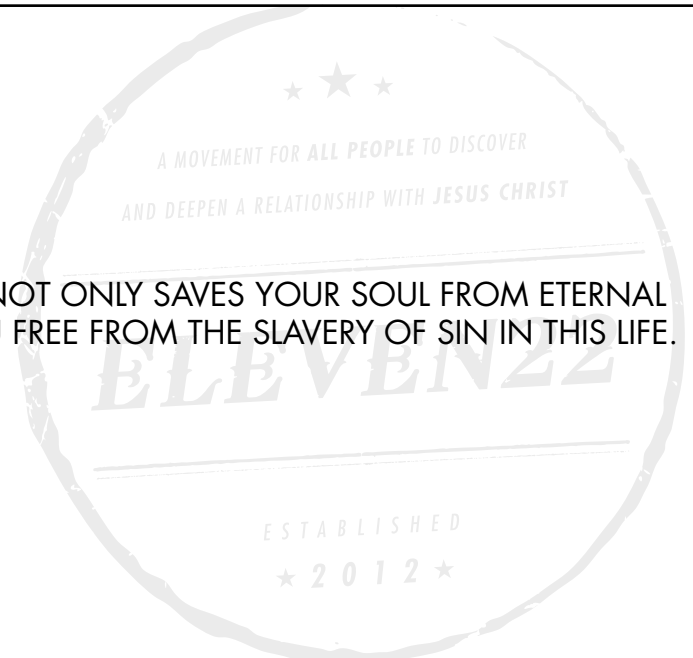 A MOVEMENT FOR ALL PEOPLE TO DISCOVER
AND DEEPEN A RELATIONSHIP WITH JESUS CHRIST
NOT ONLY SAVES YOUR SOUL FROM ETERNAL
FREE FROM THE SLAVERY OF SIN IN THIS LIFE.
ELEVEN22
ESTABLISHED
2012